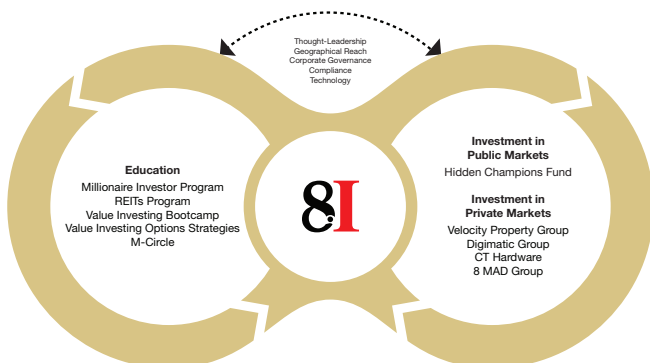 Thought-Leadership
Geographical Reach
Corporate Governance
Compliance
Technology
Education
Millionaire Investor Program
REITs Program
Value Investing Bootcamp
Value Investing Options Strategies
M-Circle
8I
Investment in
Public Markets
Hidden Champions Fund
Investment in
Private Markets
Velocity Property Group
Digimatic Group
CT Hardware
8 MAD Group